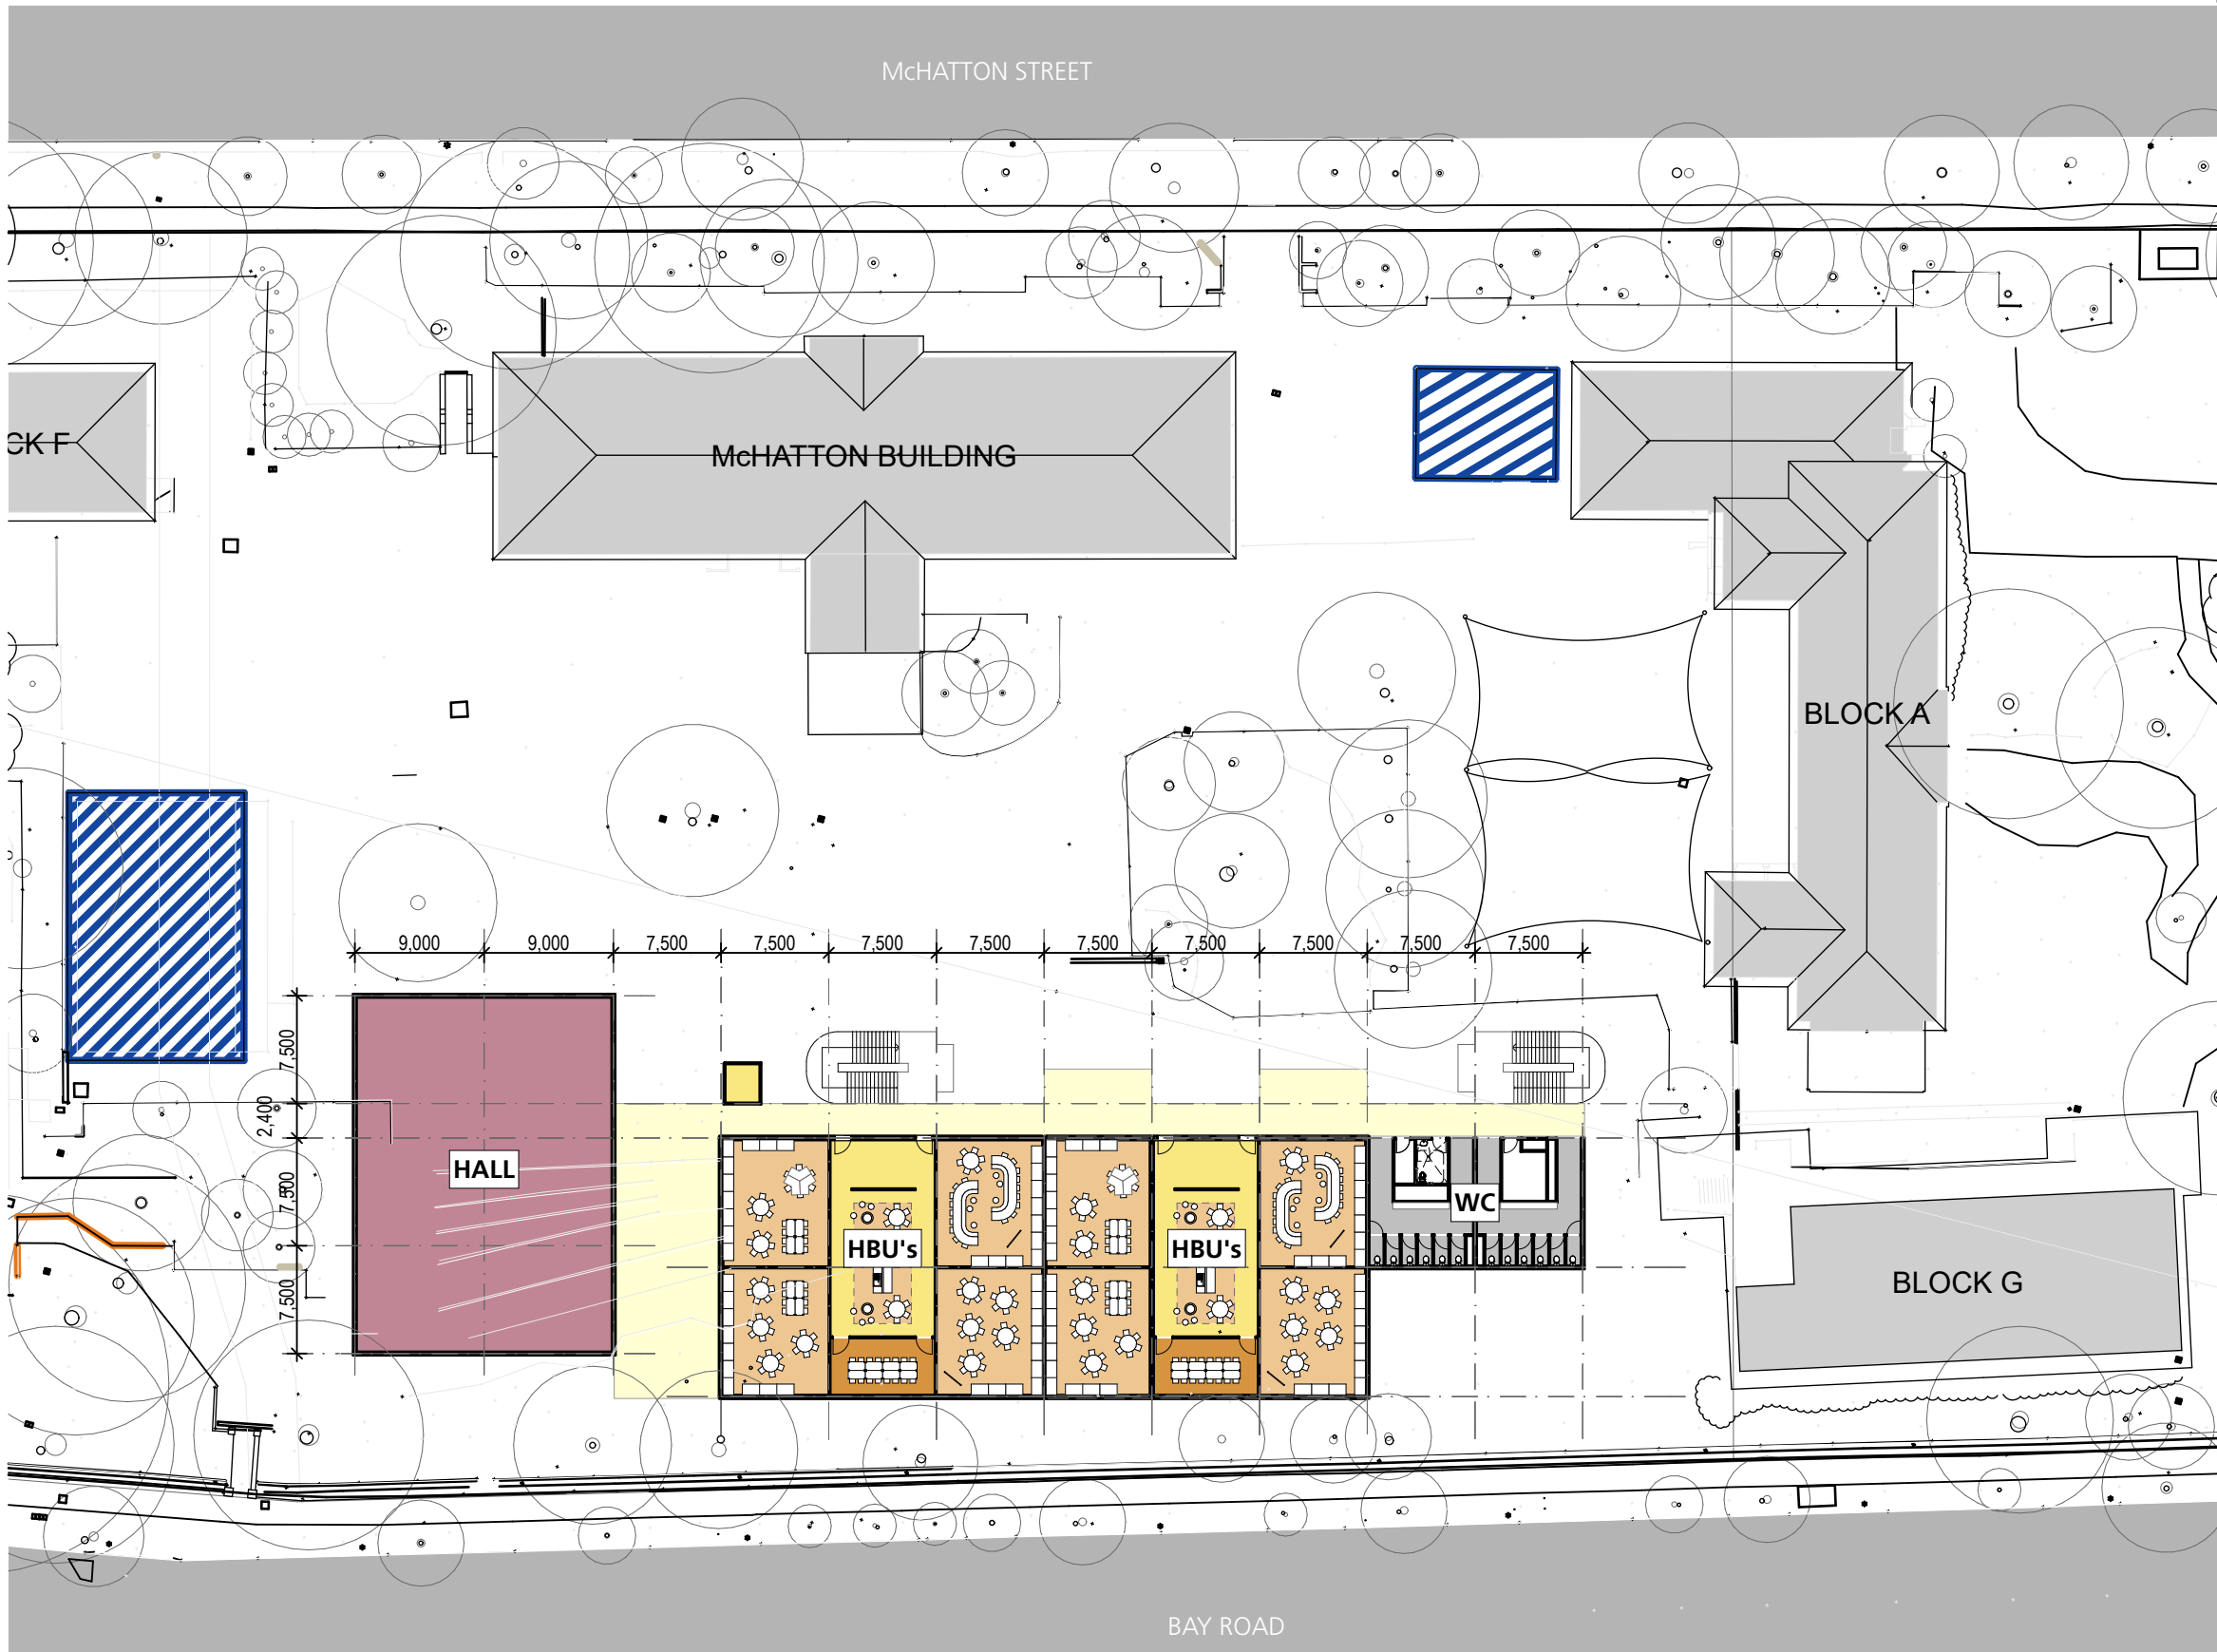 McHATTON STREET
CK F
McHATTON BUILDING
BLOCK A
9,000 9,000 7,500 7,500 7,500 7,500 7,500 7,500 7,500 7,500 7,500
7,500
2,400
7,500
7,500
HALL
HBU's
HBU's
WC
BLOCK G
BAY ROAD